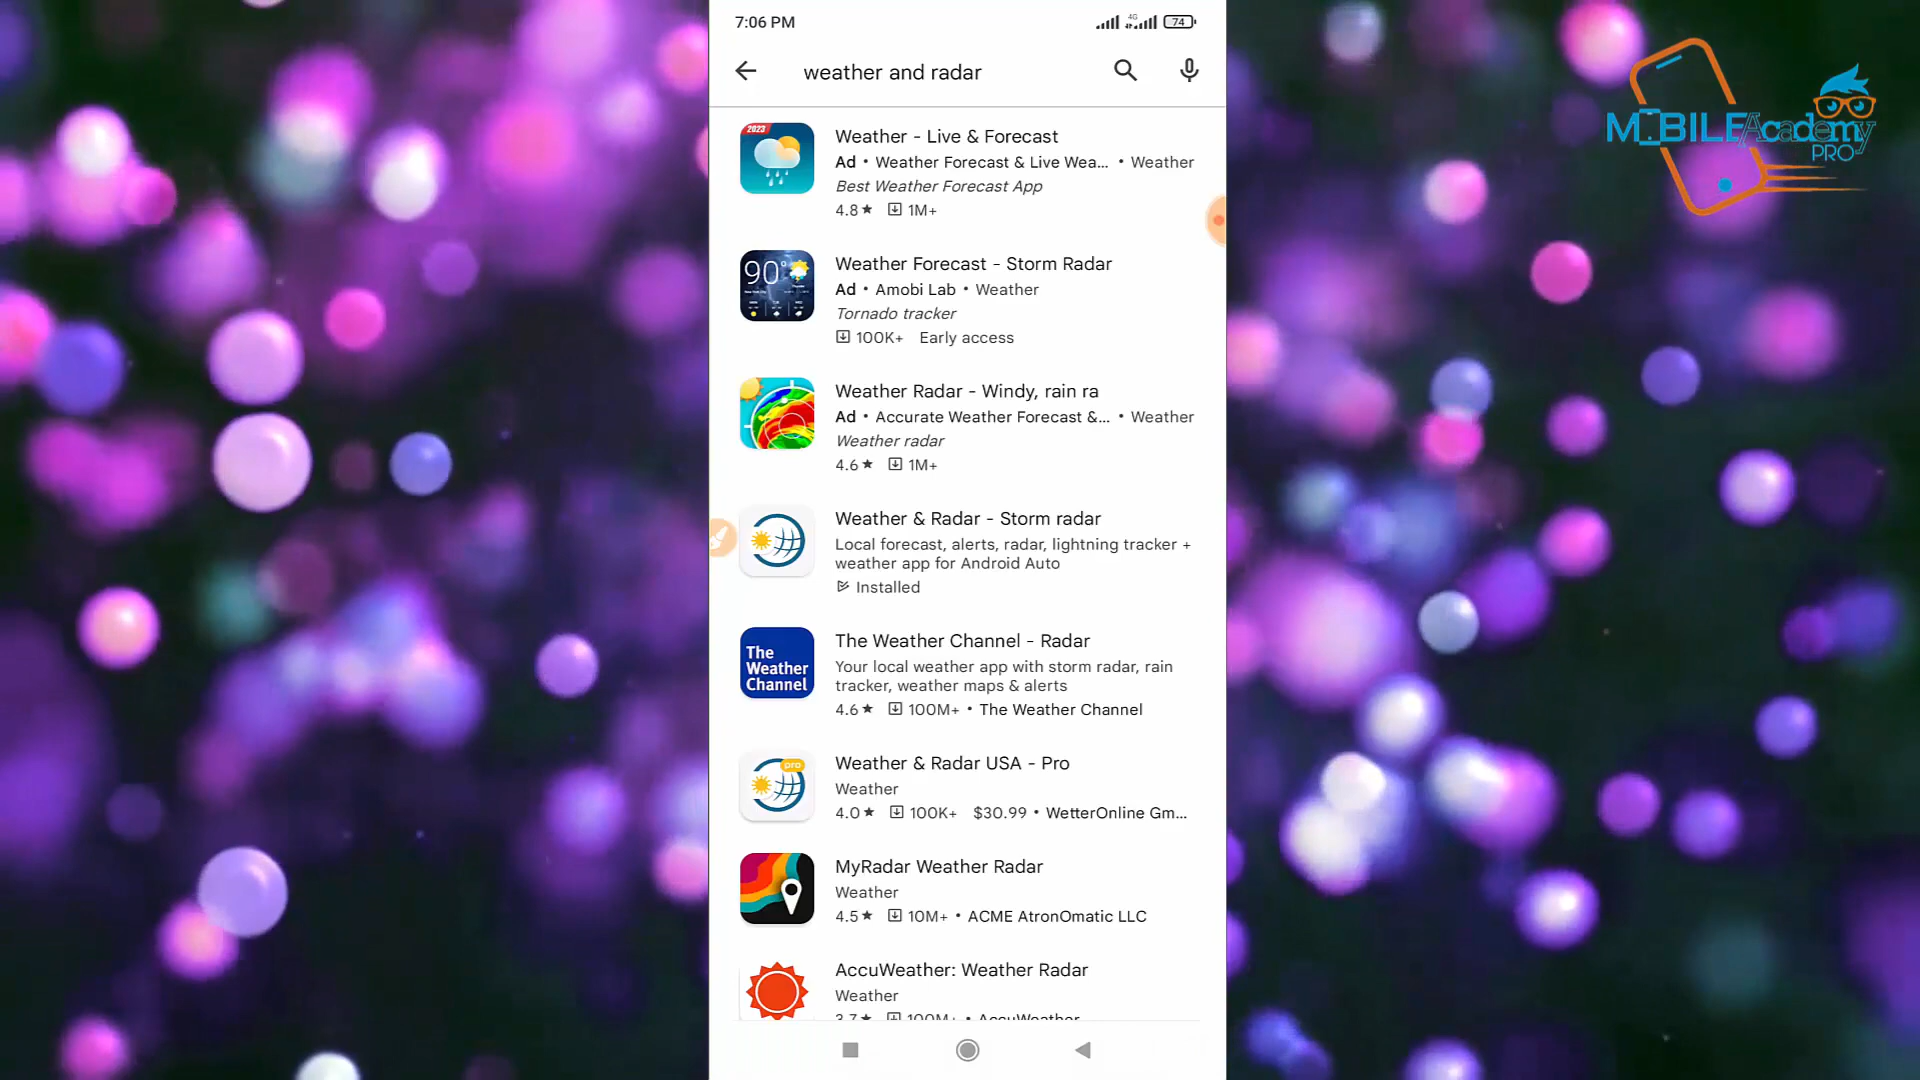 7:06 PM
4G
74
weather and radar
2023
Weather - Live & Forecast
Ad • Weather Forecast & Live Wea... • Weather
Best Weather Forecast App
4.8★ 1M+
90°
Weather Forecast - Storm Radar
Ad • Amobi Lab • Weather
Tornado tracker
100K+ Early access
Weather Radar - Windy, rain ra
Ad • Accurate Weather Forecast &... • Weather
Weather radar
4.6★ 1M+
Weather & Radar - Storm radar
Local forecast, alerts, radar, lightning tracker +
weather app for Android Auto
Installed
The
Weather
Channel
The Weather Channel - Radar
Your local weather app with storm radar, rain
tracker, weather maps & alerts
4.6★ 100M+ • The Weather Channel
pro
Weather & Radar USA - Pro
Weather
4.0★ 100K+ $30.99 • WetterOnline Gm...
MyRadar Weather Radar
Weather
4.5★ 10M+ • ACME AtronOmatic LLC
AccuWeather: Weather Radar
Weather
3.7★ 100M+ • AccuWeather
MOBILE Academy
PRO